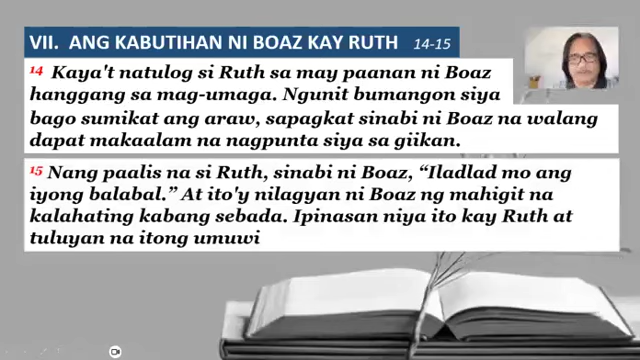 VII. ANG KABUTIHAN NI BOAZ KAY RUTH 14-15
14 Kaya't natulog si Ruth sa may paanan ni Boaz
hanggang sa mag-umaga. Ngunit bumangon siya
bago sumikat ang araw, sapagkat sinabi ni Boaz na walang
dapat makaalam na nagpunta siya sa giikan.
15 Nang paalis na si Ruth, sinabi ni Boaz, “Iladlad mo ang
iyong balabal.” At ito'y nilagyan ni Boaz ng mahigit na
kalahating kabang sebada. Ipinasan niya ito kay Ruth at
tuluyan na itong umuwi